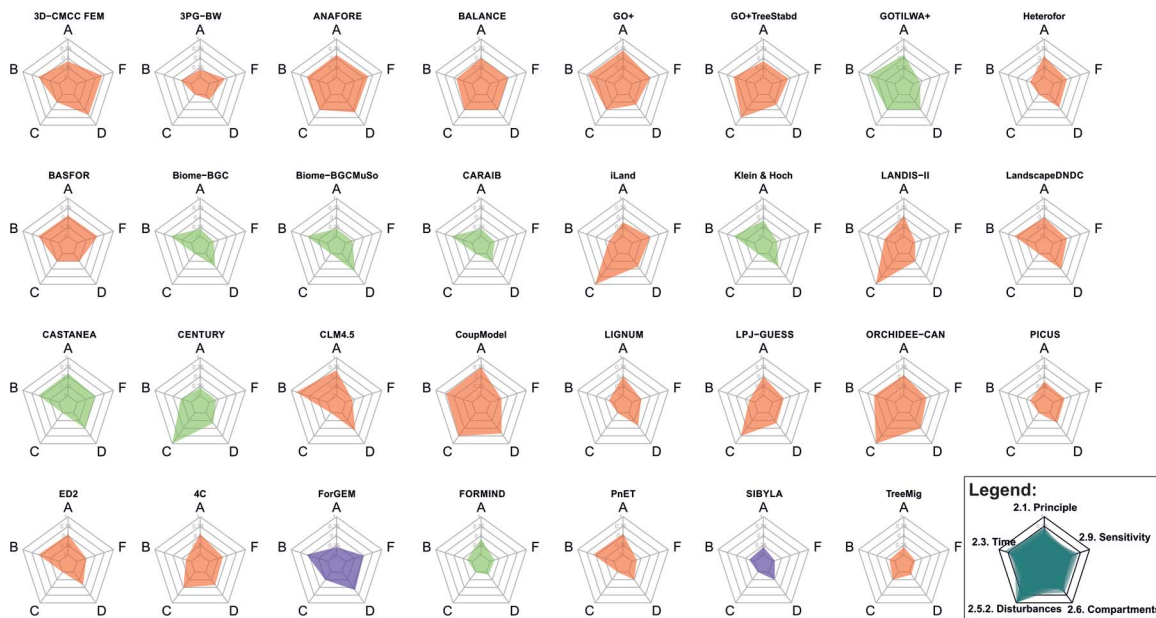 3D−CMCC FEM 3PG−BW ANAFORE BALANCE GO+ GO+TreeStabd GOTILWA+ Heterofor
A A A A A A A A
B F B F B F B F B F B F B F B F
C D C D C D C D C D C D C D C D
BASFOR Biome−BGC Biome−BGCMuSo CARAIB iLand Klein & Hoch LANDIS−II LandscapeDNDC
A A A A A A A A
B F B F B F B F B F B F B F B F
C D C D C D C D C D C D C D C D
CASTANEA CENTURY CLM4.5 CoupModel LIGNUM LPJ−GUESS ORCHIDEE−CAN PICUS
A A A A A A A A
B F B F B F B F B F B F B F B F
C D C D C D C D C D C D C D C D
ED2 4C ForGEM FORMIND PnET SIBYLA TreeMig
A A A A A A A
B F B F B F B F B F B F B F
C D C D C D C D C D C D C D
Legend:
2.1. Principle
2.3. Time 2.9. Sensitivity
2.5.2. Disturbances 2.6. Compartments